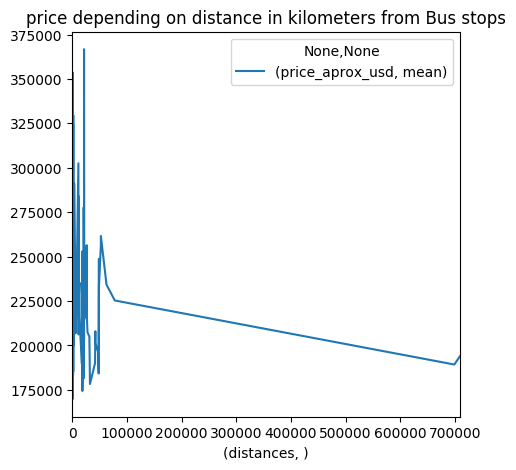 price depending on distance in kilometers from Bus stops
None,None
(price_aprox_usd, mean)
375000
350000
325000
300000
275000
250000
225000
200000
175000
0 100000 200000 300000 400000 500000 600000 700000
(distances, )